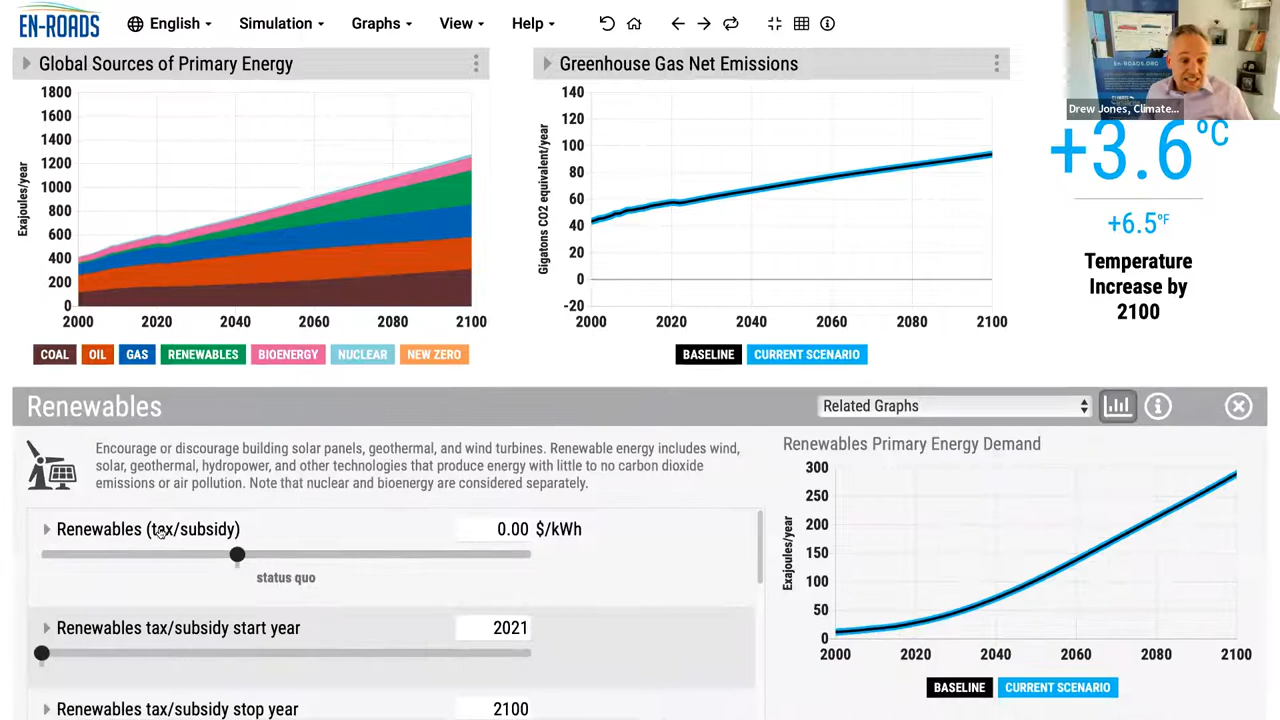 EN-ROADS
English
Simulation
Graphs
View
Help
Global Sources of Primary Energy
1800
1600
1400
1200
1000
800
600
400
200
0
Exajoules/year
2000 2020 2040 2060 2080 2100
COAL OIL GAS RENEWABLES BIOENERGY NUCLEAR NEW ZERO
Greenhouse Gas Net Emissions
140
120
100
80
60
40
20
0
-20
Gigatons CO2 equivalent/year
2000 2020 2040 2060 2080 2100
BASELINE CURRENT SCENARIO
EN-ROADS.ORG
Drew Jones, Climate...
+3.6°C
+6.5°F
Temperature
Increase by
2100
Renewables
Related Graphs
Encourage or discourage building solar panels, geothermal, and wind turbines. Renewable energy includes wind,
solar, geothermal, hydropower, and other technologies that produce energy with little to no carbon dioxide
emissions or air pollution. Note that nuclear and bioenergy are considered separately.
Renewables (tax/subsidy) 0.00 $/kWh
status quo
Renewables tax/subsidy start year 2021
Renewables tax/subsidy stop year 2100
Renewables Primary Energy Demand
300
250
200
150
100
50
0
Exajoules/year
2000 2020 2040 2060 2080 2100
BASELINE CURRENT SCENARIO